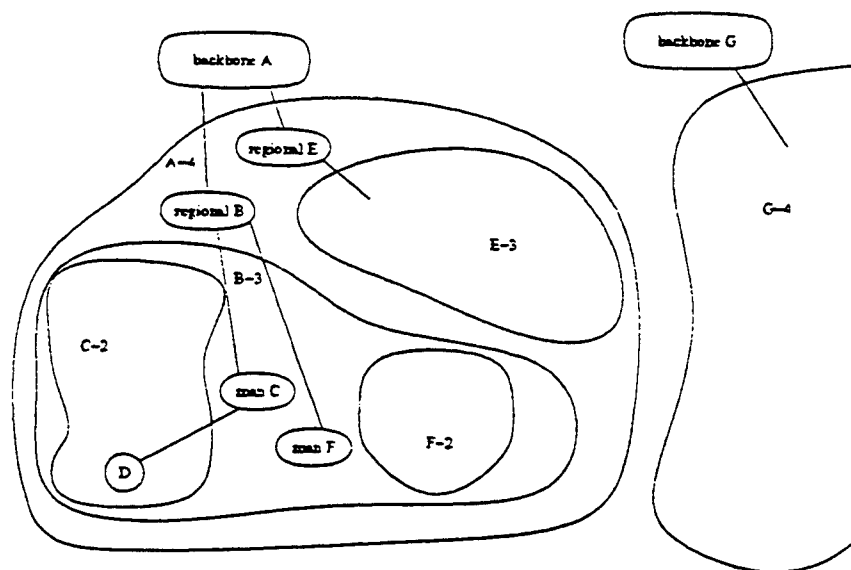 backbone A
backbone G
regional E
A-4
regional B
G-4
E-3
B-3
C-2
man C
man F
F-2
D